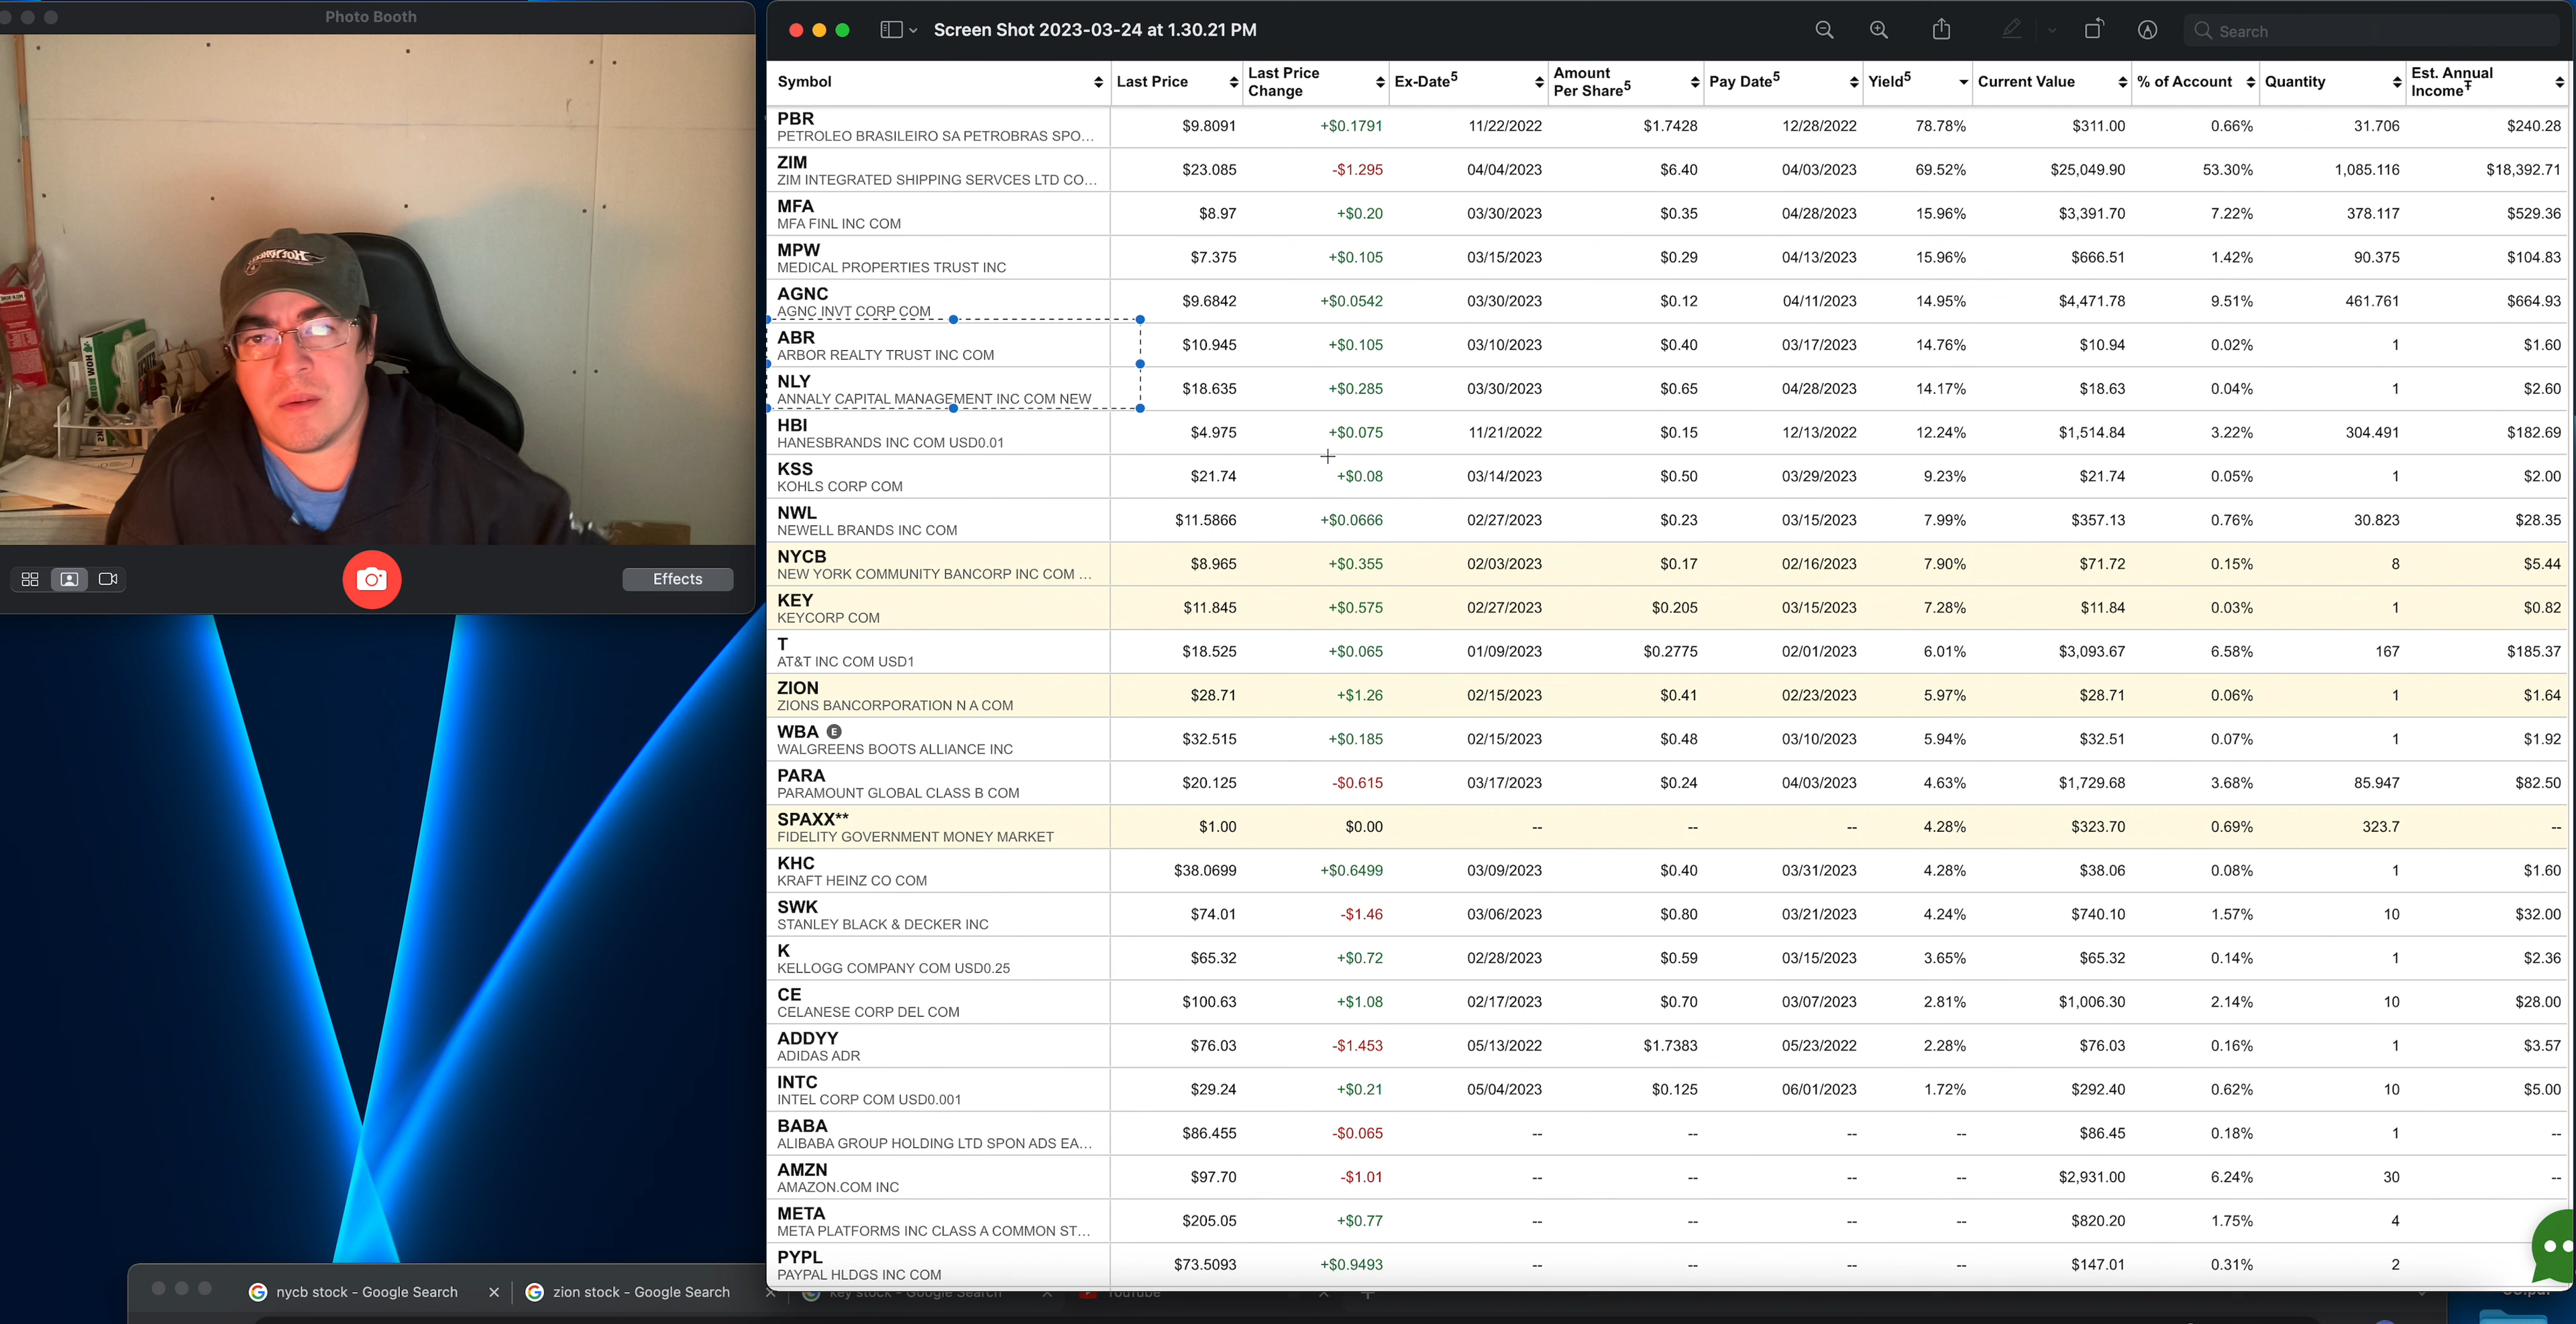 Photo Booth
Effects
Screen Shot 2023-03-24 at 1.30.21 PM
Search
Symbol Last Price Last Price Change Ex-Date5 Amount Per Share5 Pay Date5 Yield5 Current Value % of Account Quantity Est. Annual Income‡
PBR $9.8091 +$0.1791 11/22/2022 $1.7428 12/28/2022 78.78% $311.00 0.66% 31.706 $240.28
PETROLEO BRASILEIRO SA PETROBRAS SPO...
ZIM $23.085 -$1.295 04/04/2023 $6.40 04/03/2023 69.52% $25,049.90 53.30% 1,085.116 $18,392.71
ZIM INTEGRATED SHIPPING SERVCES LTD CO...
MFA $8.97 +$0.20 03/30/2023 $0.35 04/28/2023 15.96% $3,391.70 7.22% 378.117 $529.36
MFA FINL INC COM
MPW $7.375 +$0.105 03/15/2023 $0.29 04/13/2023 15.96% $666.51 1.42% 90.375 $104.83
MEDICAL PROPERTIES TRUST INC
AGNC $9.6842 +$0.0542 03/30/2023 $0.12 04/11/2023 14.95% $4,471.78 9.51% 461.761 $664.93
AGNC INVT CORP COM
ABR $10.945 +$0.105 03/10/2023 $0.40 03/17/2023 14.76% $10.94 0.02% 1 $1.60
ARBOR REALTY TRUST INC COM
NLY $18.635 +$0.285 03/30/2023 $0.65 04/28/2023 14.17% $18.63 0.04% 1 $2.60
ANNALY CAPITAL MANAGEMENT INC COM NEW
HBI $4.975 +$0.075 11/21/2022 $0.15 12/13/2022 12.24% $1,514.84 3.22% 304.491 $182.69
HANESBRANDS INC COM USD0.01
KSS $21.74 +$0.08 03/14/2023 $0.50 03/29/2023 9.23% $21.74 0.05% 1 $2.00
KOHLS CORP COM
NWL $11.5866 +$0.0666 02/27/2023 $0.23 03/15/2023 7.99% $357.13 0.76% 30.823 $28.35
NEWELL BRANDS INC COM
NYCB $8.965 +$0.355 02/03/2023 $0.17 02/16/2023 7.90% $71.72 0.15% 8 $5.44
NEW YORK COMMUNITY BANCORP INC COM ...
KEY $11.845 +$0.575 02/27/2023 $0.205 03/15/2023 7.28% $11.84 0.03% 1 $0.82
KEYCORP COM
T $18.525 +$0.065 01/09/2023 $0.2775 02/01/2023 6.01% $3,093.67 6.58% 167 $185.37
AT&T INC COM USD1
ZION $28.71 +$1.26 02/15/2023 $0.41 02/23/2023 5.97% $28.71 0.06% 1 $1.64
ZIONS BANCORPORATION N A COM
WBA E $32.515 +$0.185 02/15/2023 $0.48 03/10/2023 5.94% $32.51 0.07% 1 $1.92
WALGREENS BOOTS ALLIANCE INC
PARA $20.125 -$0.615 03/17/2023 $0.24 04/03/2023 4.63% $1,729.68 3.68% 85.947 $82.50
PARAMOUNT GLOBAL CLASS B COM
SPAXX** $1.00 $0.00 -- -- -- 4.28% $323.70 0.69% 323.7 --
FIDELITY GOVERNMENT MONEY MARKET
KHC $38.0699 +$0.6499 03/09/2023 $0.40 03/31/2023 4.28% $38.06 0.08% 1 $1.60
KRAFT HEINZ CO COM
SWK $74.01 -$1.46 03/06/2023 $0.80 03/21/2023 4.24% $740.10 1.57% 10 $32.00
STANLEY BLACK & DECKER INC
K $65.32 +$0.72 02/28/2023 $0.59 03/15/2023 3.65% $65.32 0.14% 1 $2.36
KELLOGG COMPANY COM USD0.25
CE $100.63 +$1.08 02/17/2023 $0.70 03/07/2023 2.81% $1,006.30 2.14% 10 $28.00
CELANESE CORP DEL COM
ADDYY $76.03 -$1.453 05/13/2022 $1.7383 05/23/2022 2.28% $76.03 0.16% 1 $3.57
ADIDAS ADR
INTC $29.24 +$0.21 05/04/2023 $0.125 06/01/2023 1.72% $292.40 0.62% 10 $5.00
INTEL CORP COM USD0.001
BABA $86.455 -$0.065 -- -- -- -- $86.45 0.18% 1 --
ALIBABA GROUP HOLDING LTD SPON ADS EA...
AMZN $97.70 -$1.01 -- -- -- -- $2,931.00 6.24% 30 --
AMAZON.COM INC
META $205.05 +$0.77 -- -- -- -- $820.20 1.75% 4
META PLATFORMS INC CLASS A COMMON ST...
PYPL $73.5093 +$0.9493 -- -- -- -- $147.01 0.31% 2
PAYPAL HLDGS INC COM
nycb stock - Google Search zion stock - Google Search key stock - Google Search YouTube